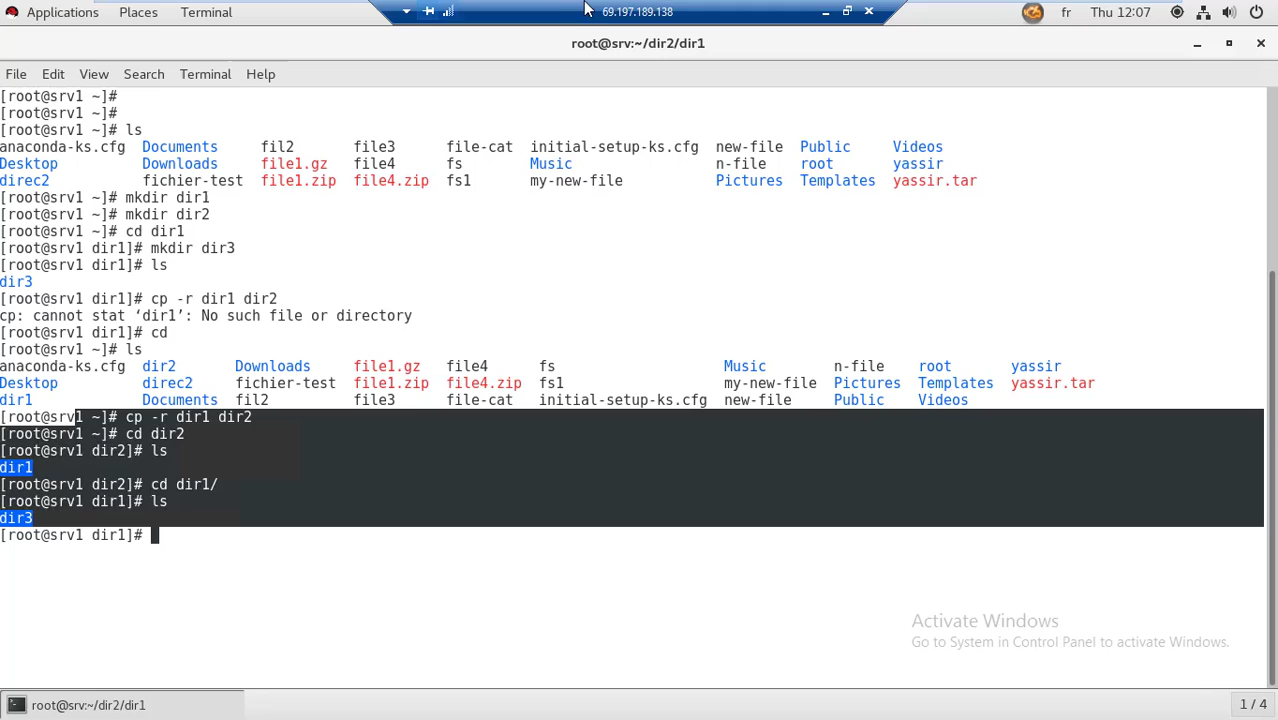 Applications Places Terminal 69.197.189.138 fr Thu 12:07
root@srv:~/dir2/dir1
File Edit View Search Terminal Help
[root@srv1 ~]#
[root@srv1 ~]#
[root@srv1 ~]# ls
anaconda-ks.cfg Documents fil2 file3 file-cat initial-setup-ks.cfg new-file Public Videos
Desktop Downloads file1.gz file4 fs Music n-file root yassir
direc2 fichier-test file1.zip file4.zip fs1 my-new-file Pictures Templates yassir.tar
[root@srv1 ~]# mkdir dir1
[root@srv1 ~]# mkdir dir2
[root@srv1 ~]# cd dir1
[root@srv1 dir1]# mkdir dir3
[root@srv1 dir1]# ls
dir3
[root@srv1 dir1]# cp -r dir1 dir2
cp: cannot stat ‘dir1’: No such file or directory
[root@srv1 dir1]# cd
[root@srv1 ~]# ls
anaconda-ks.cfg dir2 Downloads file1.gz file4 fs Music n-file root yassir
Desktop direc2 fichier-test file1.zip file4.zip fs1 my-new-file Pictures Templates yassir.tar
dir1 Documents fil2 file3 file-cat initial-setup-ks.cfg new-file Public Videos
[root@srv1 ~]# cp -r dir1 dir2
[root@srv1 ~]# cd dir2
[root@srv1 dir2]# ls
dir1
[root@srv1 dir2]# cd dir1/
[root@srv1 dir1]# ls
dir3
[root@srv1 dir1]#
Activate Windows
Go to System in Control Panel to activate Windows.
root@srv:~/dir2/dir1 1 / 4